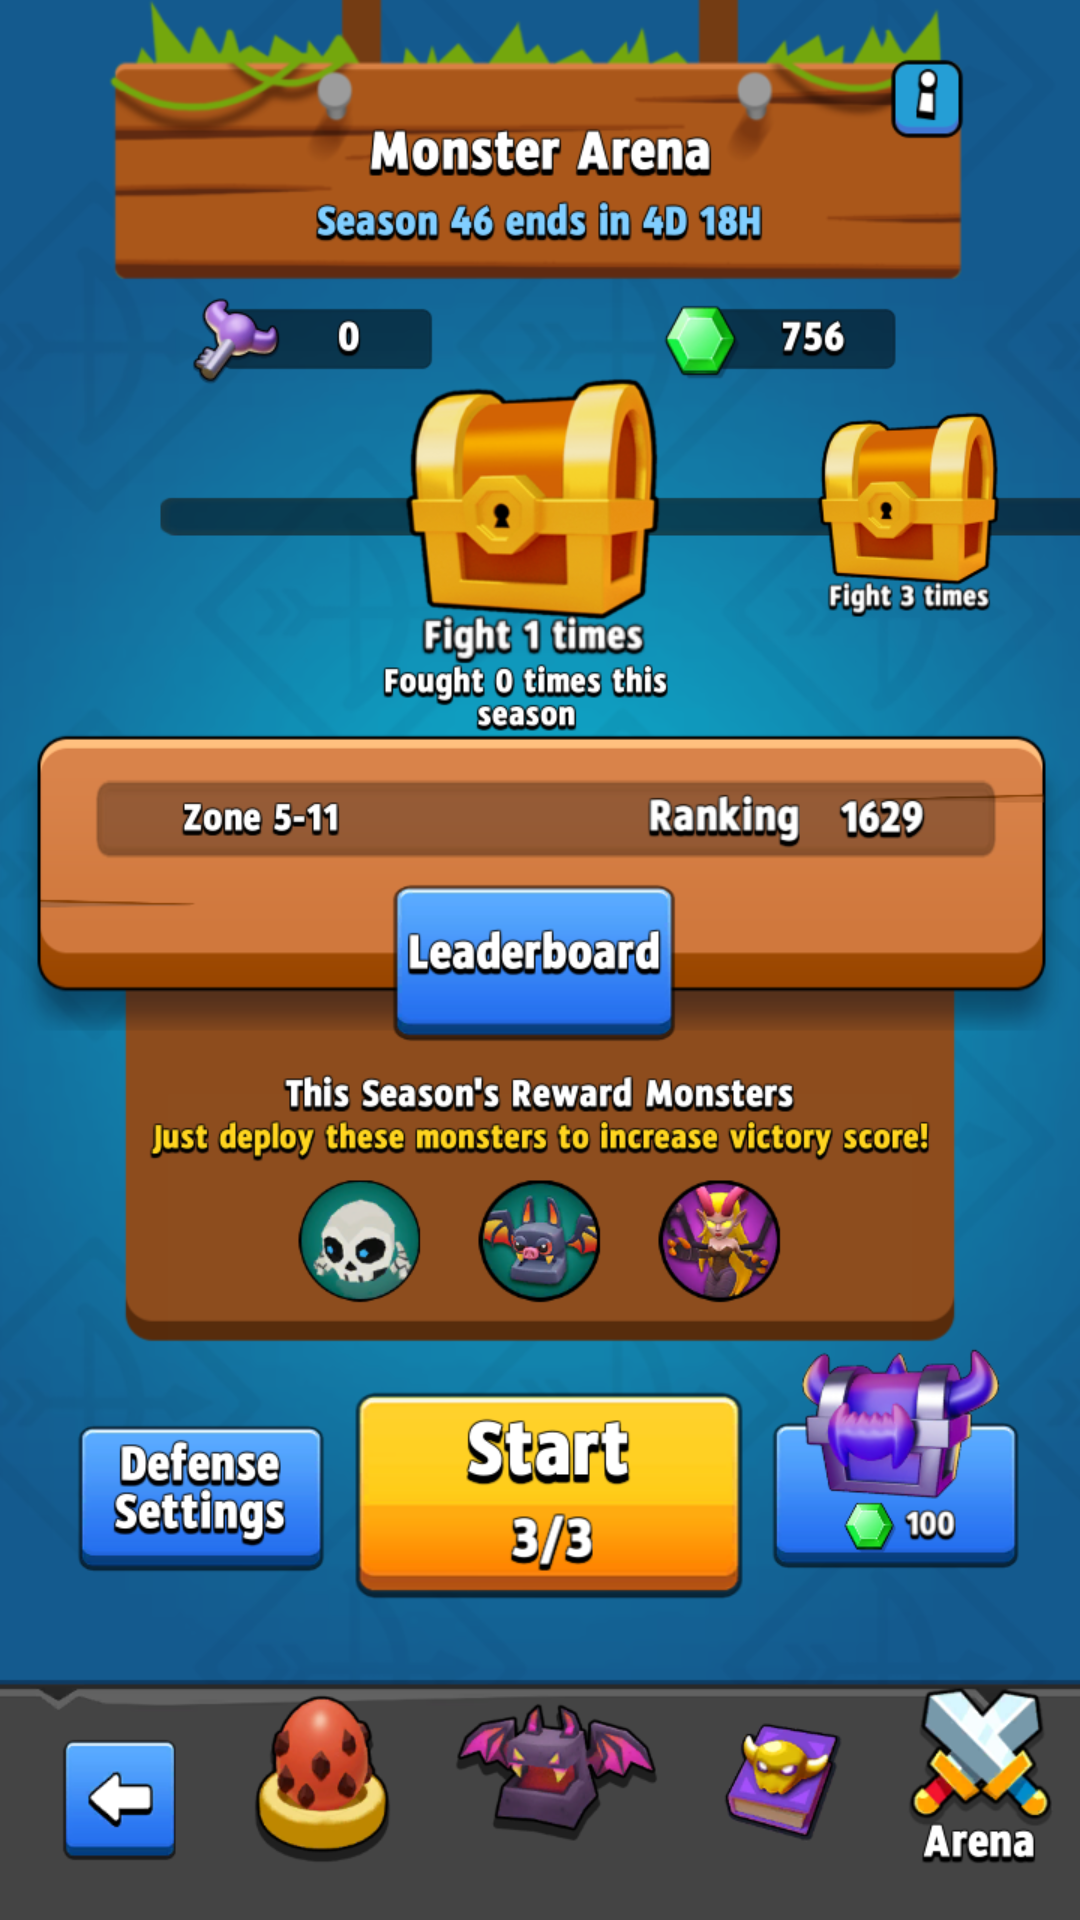 Monster Arena
Season 46 ends in 4D 18H
0
756
Fight 1 times
Fought 0 times this
season
Fight 3 times
Zone 5-11
Ranking 1629
Leaderboard
This Season's Reward Monsters
Just deploy these monsters to increase victory score!
Defense
Settings
Start
3/3
100
Arena